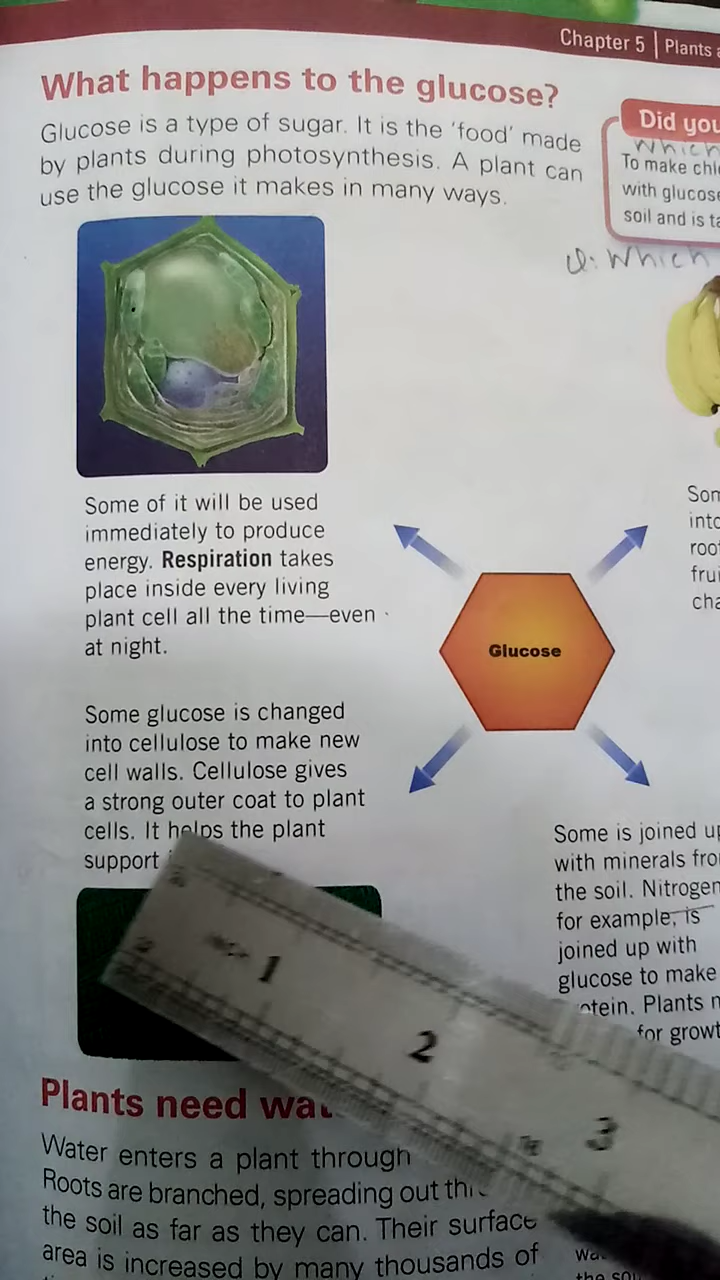 Chapter 5 | Plants
What happens to the glucose?
Glucose is a type of sugar. It is the 'food' made
by plants during photosynthesis. A plant can
use the glucose it makes in many ways.
Did you
Which
To make
with glucose
soil and is
Q: Which
Some of it will be used
immediately to produce
energy. Respiration takes
place inside every living
plant cell all the time—even
at night.
into
Glucose
Some glucose is changed
into cellulose to make new
cell walls. Cellulose gives
a strong outer coat to plant
cells. It helps the plant
support
Some is joined up
with minerals from
the soil. Nitrogen
for example, is
joined up with
glucose to make
Plants
for
1
2
3
Plants need
Water enters a plant through
Roots are branched, spreading out
the soil as far as they can. Their surface
area is increased by many thousands of